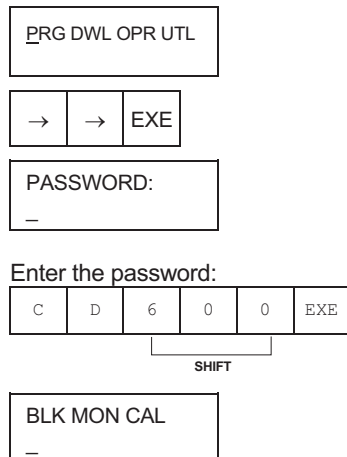 PRG DWL OPR UTL
→ → EXE
PASSWORD:
_
Enter the password:
C D 6 0 0 EXE
SHIFT
BLK MON CAL
_